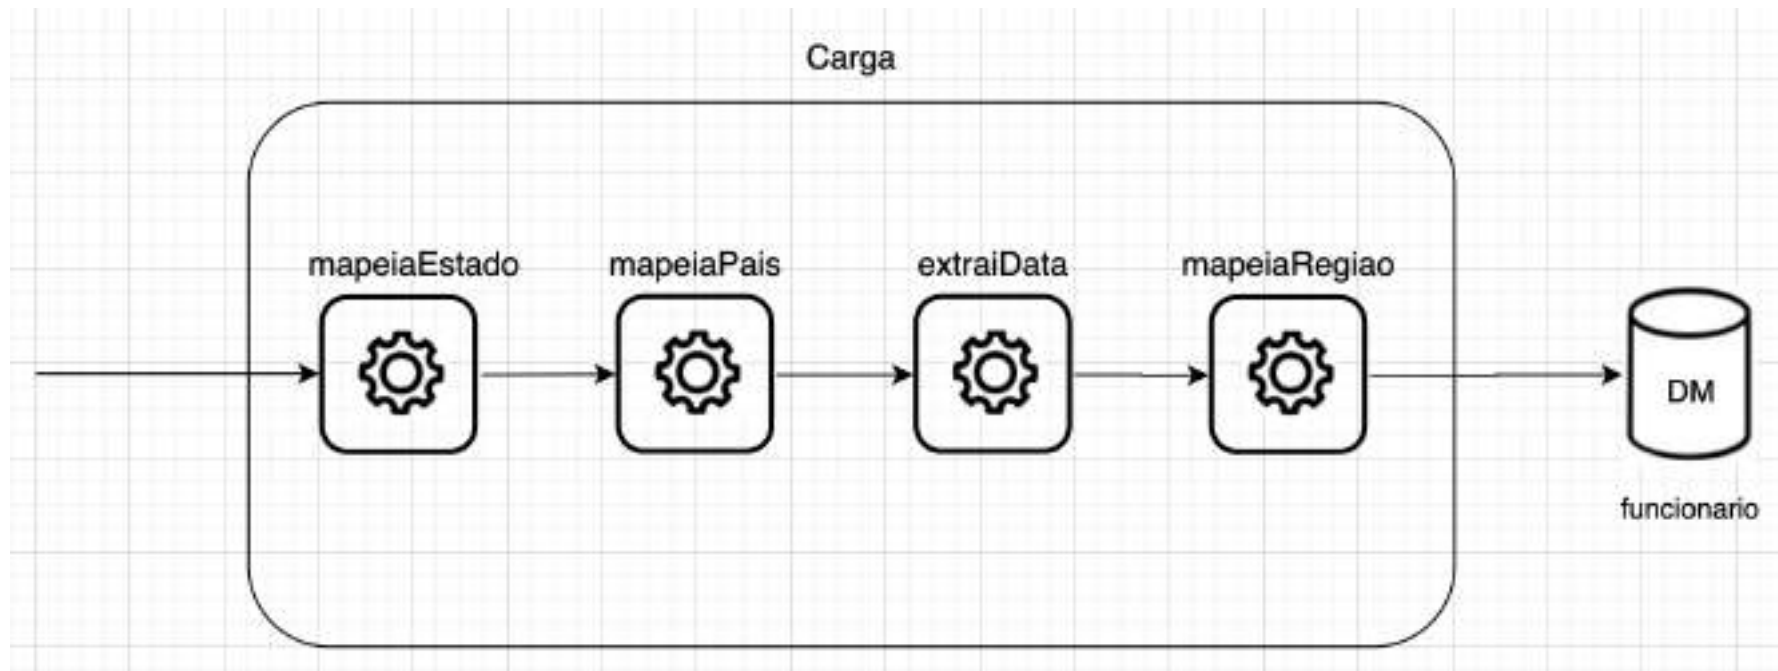 Carga
mapeiaEstado
mapeiaPais
extraiData
mapeiaRegiao
DM
funcionario